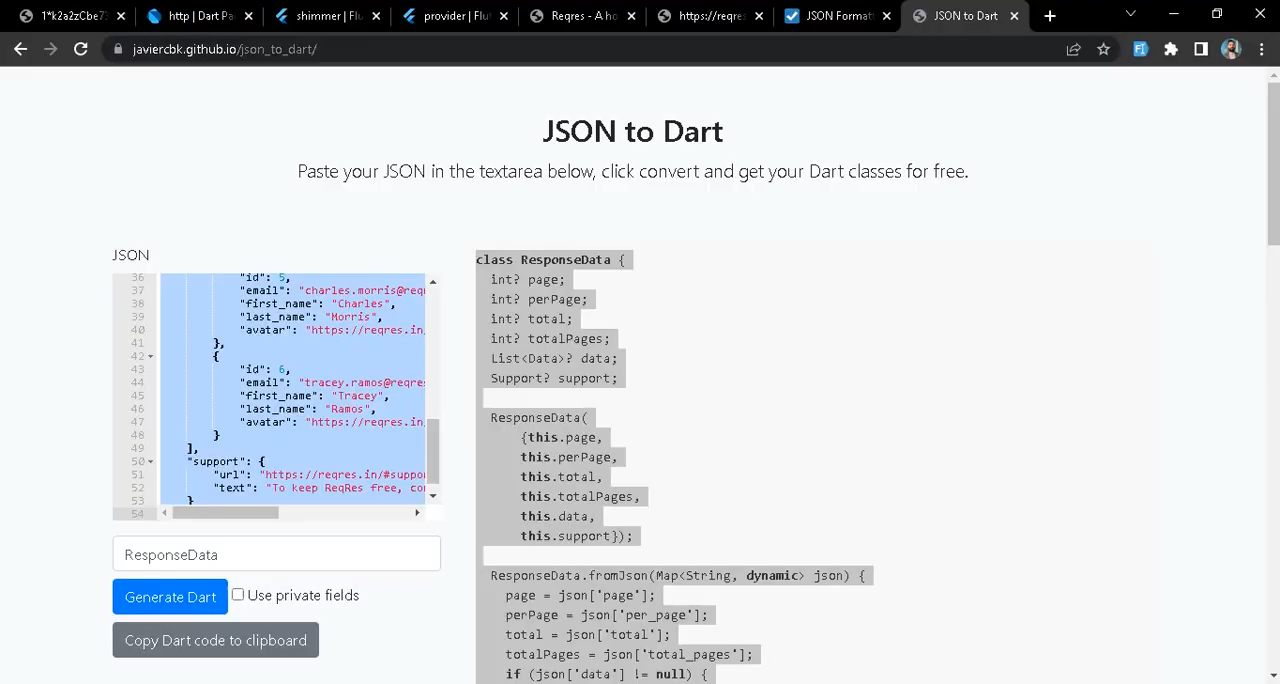 1*k2a2zCbe7
http | Dart Pa
shimmer | Flu
provider | Flut
Reqres - A ho
https://reqres
JSON Formatt
JSON to Dart
javiercbk.github.io/json_to_dart/
JSON to Dart
Paste your JSON in the textarea below, click convert and get your Dart classes for free.
JSON
36 "id": 5,
37 "email": "charles.morris@reqr
38 "first_name": "Charles",
39 "last_name": "Morris",
40 "avatar": "https://reqres.in/
41 },
42 {
43 "id": 6,
44 "email": "tracey.ramos@reqres
45 "first_name": "Tracey",
46 "last_name": "Ramos",
47 "avatar": "https://reqres.in/
48 }
49 ],
50 "support": {
51 "url": "https://reqres.in/#suppor
52 "text": "To keep ReqRes free, con
53 }
54
ResponseData
Generate Dart
Use private fields
Copy Dart code to clipboard
class ResponseData {
int? page;
int? perPage;
int? total;
int? totalPages;
List<Data>? data;
Support? support;
ResponseData(
{this.page,
this.perPage,
this.total,
this.totalPages,
this.data,
this.support});
ResponseData.fromJson(Map<String, dynamic> json) {
page = json['page'];
perPage = json['per_page'];
total = json['total'];
totalPages = json['total_pages'];
if (json['data'] != null) {